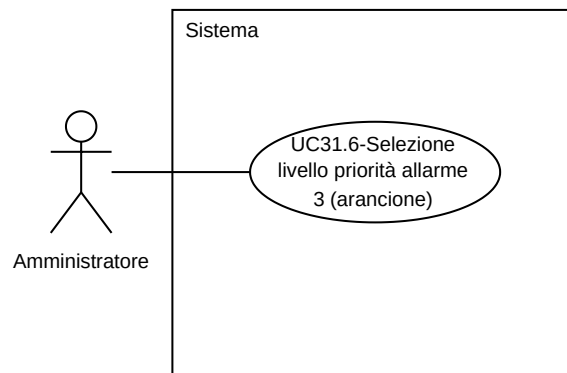 Sistema
UC31.6-Selezione
livello priorità allarme
3 (arancione)
Amministratore